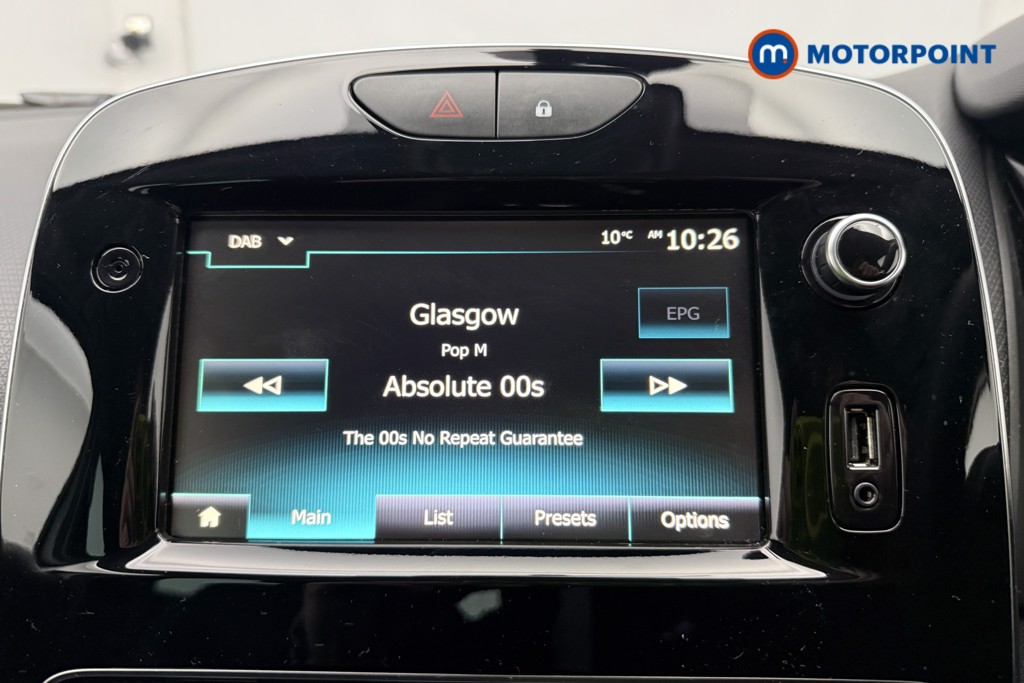 m. MOTORPOINT
DAB
10°C AM 10:26
Glasgow
EPG
Pop M
Absolute 00s
The 00s No Repeat Guarantee
Main List Presets Options